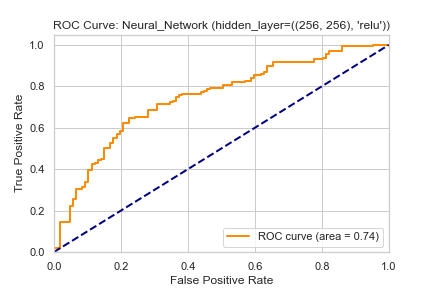 ROC Curve: Neural_Network (hidden_layer=((256, 256), 'relu'))
True Positive Rate
1.0
0.8
0.6
0.4
0.2
0.0
ROC curve (area = 0.74)
0.0 0.2 0.4 0.6 0.8 1.0
False Positive Rate